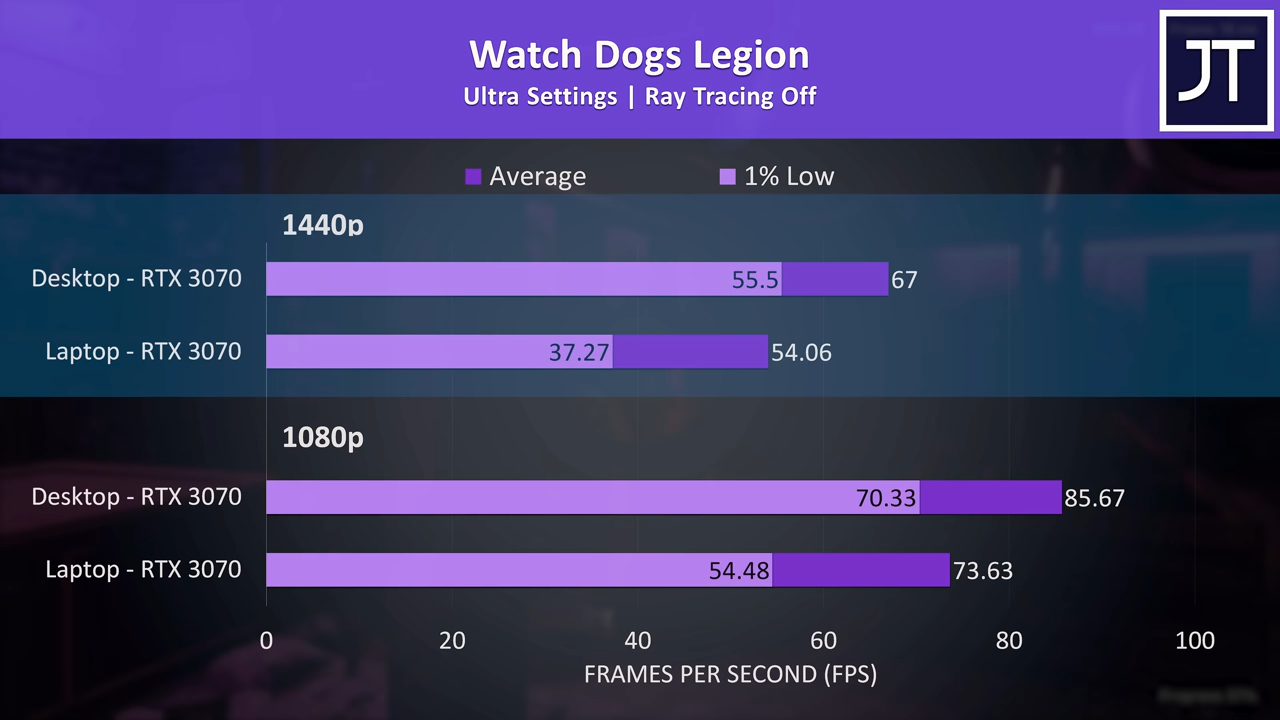 Watch Dogs Legion
Ultra Settings | Ray Tracing Off
JT
Average 1% Low
1440p
Desktop - RTX 3070 55.5 67
Laptop - RTX 3070 37.27 54.06
1080p
Desktop - RTX 3070 70.33 85.67
Laptop - RTX 3070 54.48 73.63
0 20 40 60 80 100
FRAMES PER SECOND (FPS)